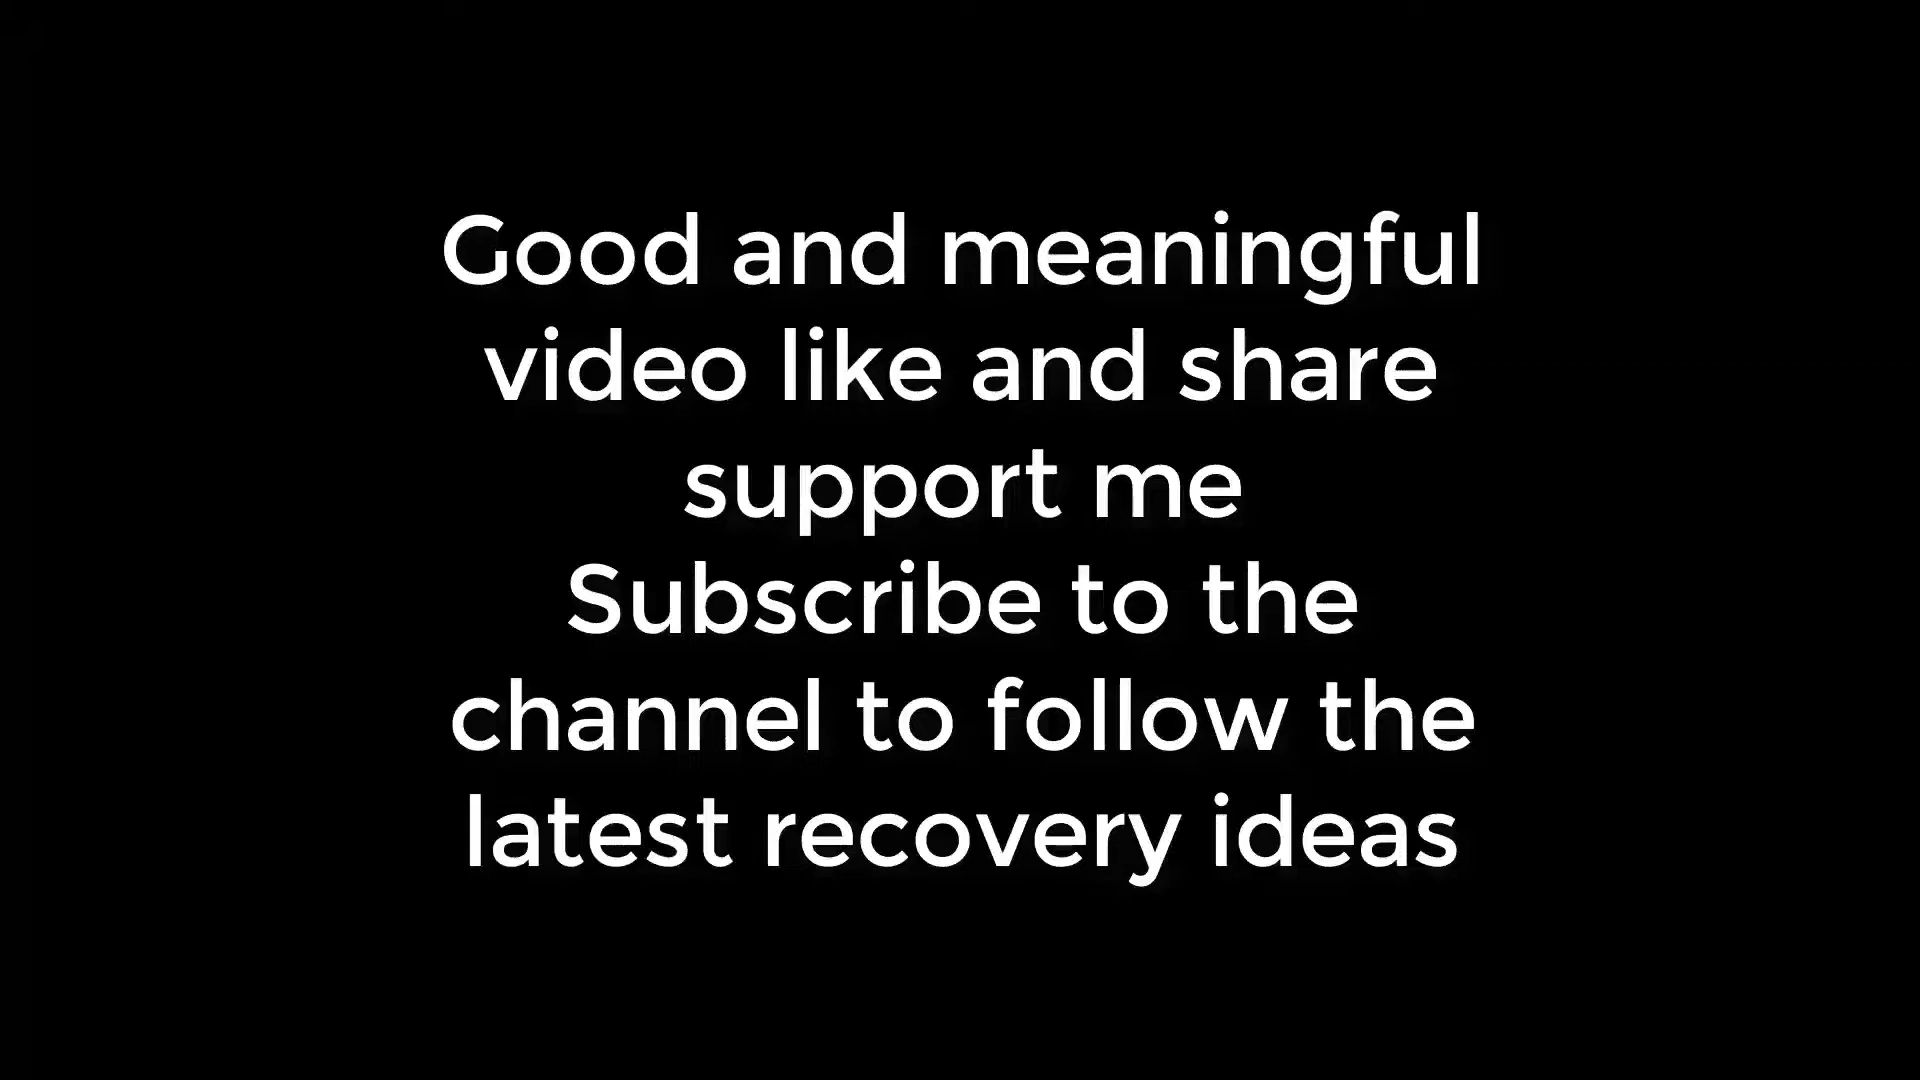 Good and meaningful
video like and share
support me
Subscribe to the
channel to follow the
latest recovery ideas